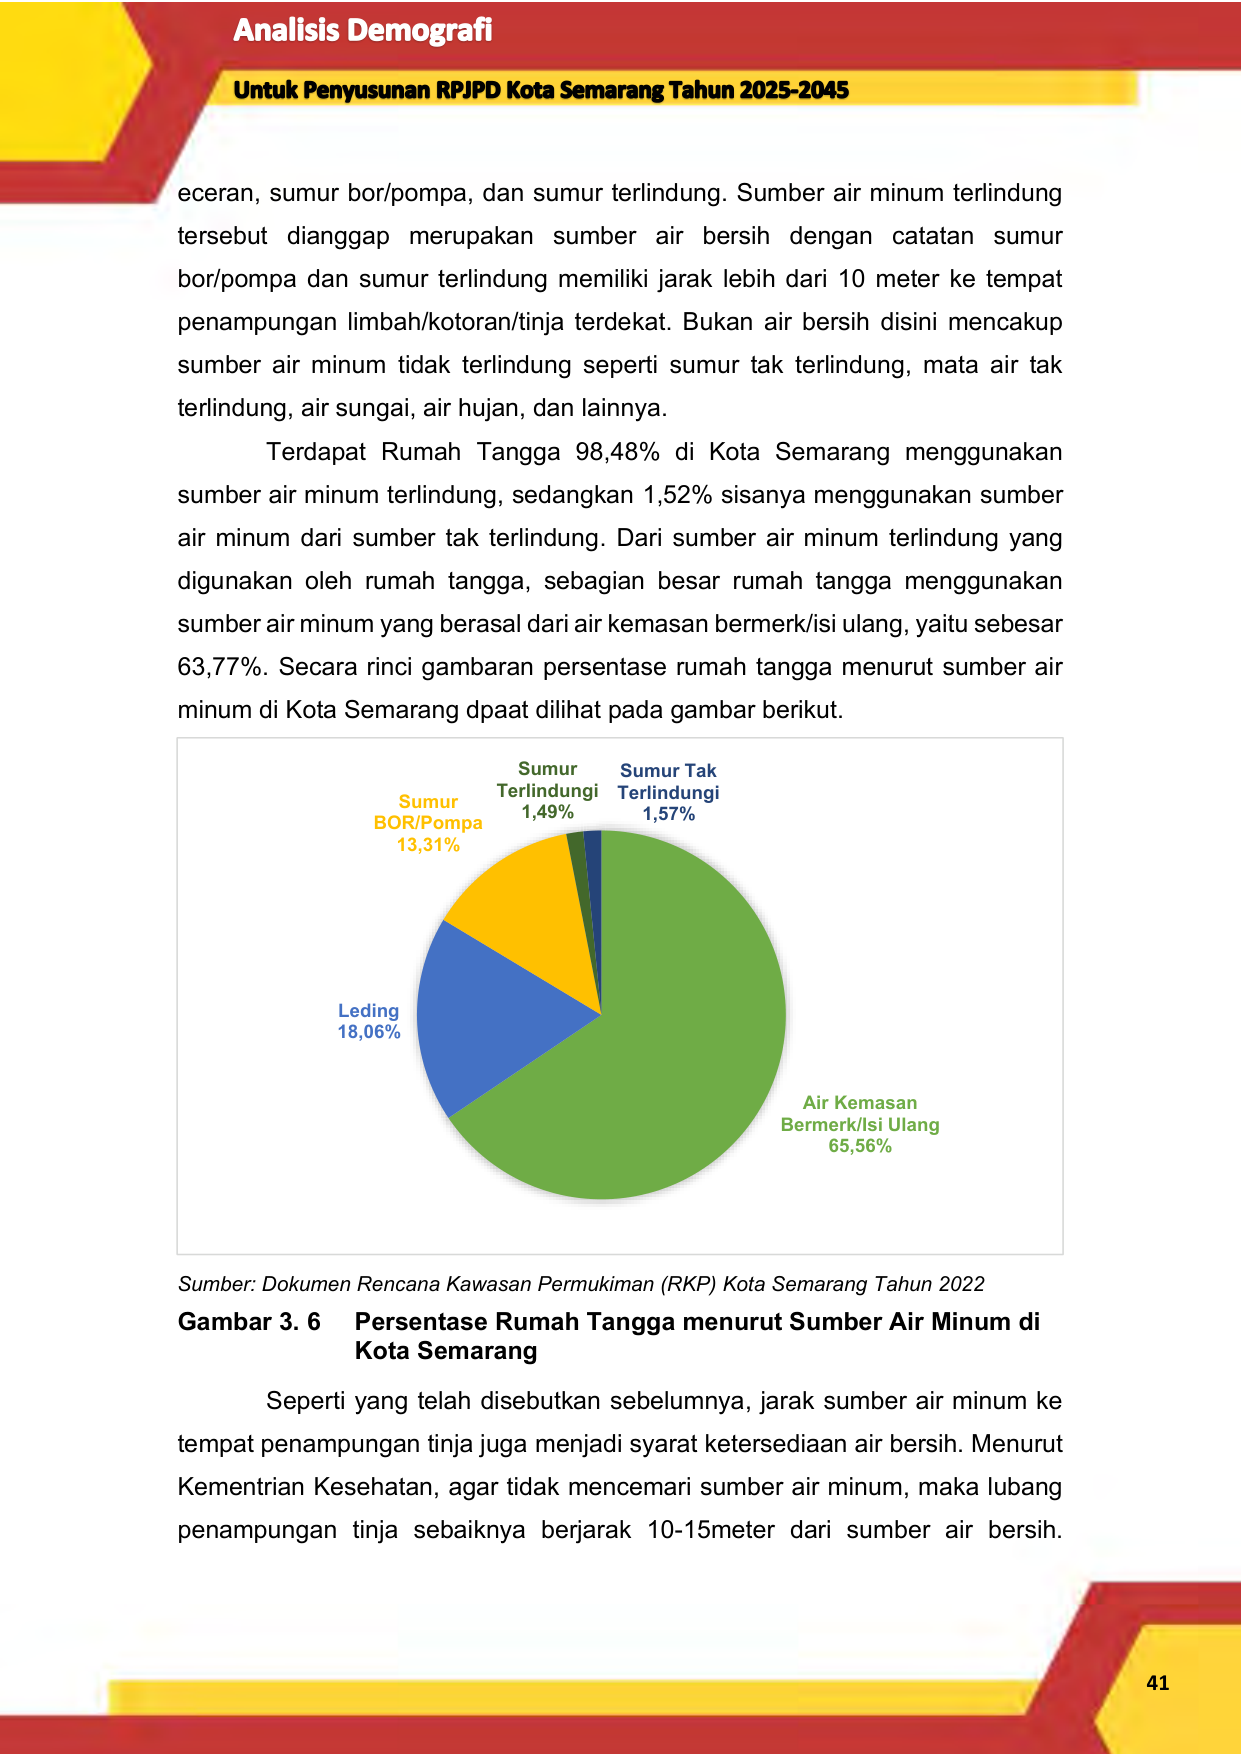 Analisis Demografi
Untuk Penyusunan RPJPD Kota Semarang Tahun 2025-2045
eceran, sumur bor/pompa, dan sumur terlindung. Sumber air minum terlindung
tersebut dianggap merupakan sumber air bersih dengan catatan sumur
bor/pompa dan sumur terlindung memiliki jarak lebih dari 10 meter ke tempat
penampungan limbah/kotoran/tinja terdekat. Bukan air bersih disini mencakup
sumber air minum tidak terlindung seperti sumur tak terlindung, mata air tak
terlindung, air sungai, air hujan, dan lainnya.
Terdapat Rumah Tangga 98,48% di Kota Semarang menggunakan
sumber air minum terlindung, sedangkan 1,52% sisanya menggunakan sumber
air minum dari sumber tak terlindung. Dari sumber air minum terlindung yang
digunakan oleh rumah tangga, sebagian besar rumah tangga menggunakan
sumber air minum yang berasal dari air kemasan bermerk/isi ulang, yaitu sebesar
63,77%. Secara rinci gambaran persentase rumah tangga menurut sumber air
minum di Kota Semarang dpaat dilihat pada gambar berikut.
Sumur
Terlindungi
1,49%
Sumur Tak
Terlindungi
1,57%
Sumur
BOR/Pompa
13,31%
Leding
18,06%
Air Kemasan
Bermerk/Isi Ulang
65,56%
Sumber: Dokumen Rencana Kawasan Permukiman (RKP) Kota Semarang Tahun 2022
Gambar 3. 6 Persentase Rumah Tangga menurut Sumber Air Minum di
Kota Semarang
Seperti yang telah disebutkan sebelumnya, jarak sumber air minum ke
tempat penampungan tinja juga menjadi syarat ketersediaan air bersih. Menurut
Kementrian Kesehatan, agar tidak mencemari sumber air minum, maka lubang
penampungan tinja sebaiknya berjarak 10-15meter dari sumber air bersih.
41